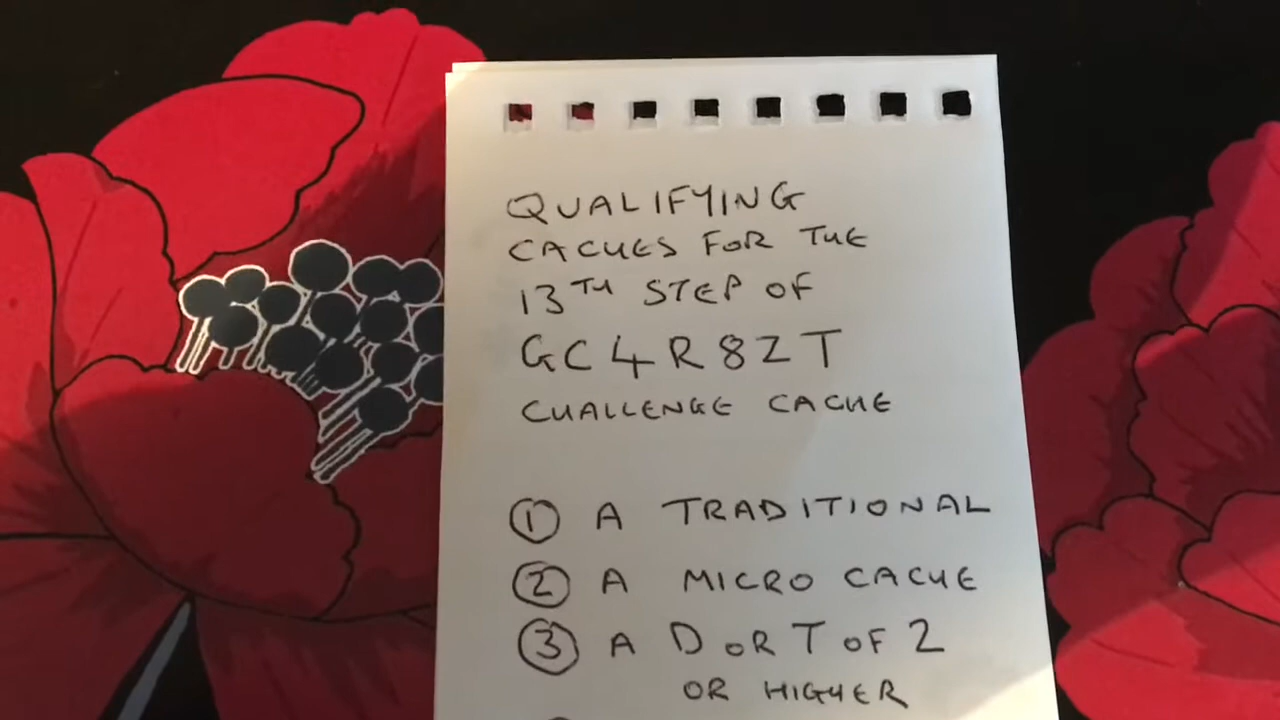 QUALIFYING
CACHES FOR THE
13TH STEP OF
GC4R8ZT
CHALLENGE CACHE
① A TRADITIONAL
② A MICRO CACHE
③ A D OR T OF 2
OR HIGHER